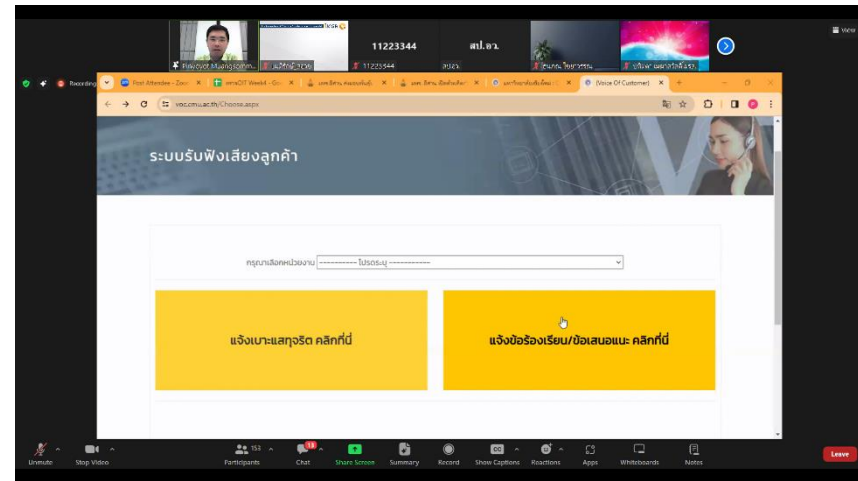 View
11223344
สป.อว.
11223344
สป.อว.
Recording
(Voice Of Customer)
voc.cmu.ac.th/Choose.aspx
ระบบรับฟังเสียงลูกค้า
กรุณาเลือกหน่วยงาน ---------- โปรดระบุ -----------
แจ้งเบาะแสทุจริต คลิกที่นี่
แจ้งข้อร้องเรียน/ข้อเสนอแนะ คลิกที่นี่
153
13
Unmute Stop Video Participants Chat Share Screen Summary Record Show Captions Reactions Apps Whiteboards Notes
Leave